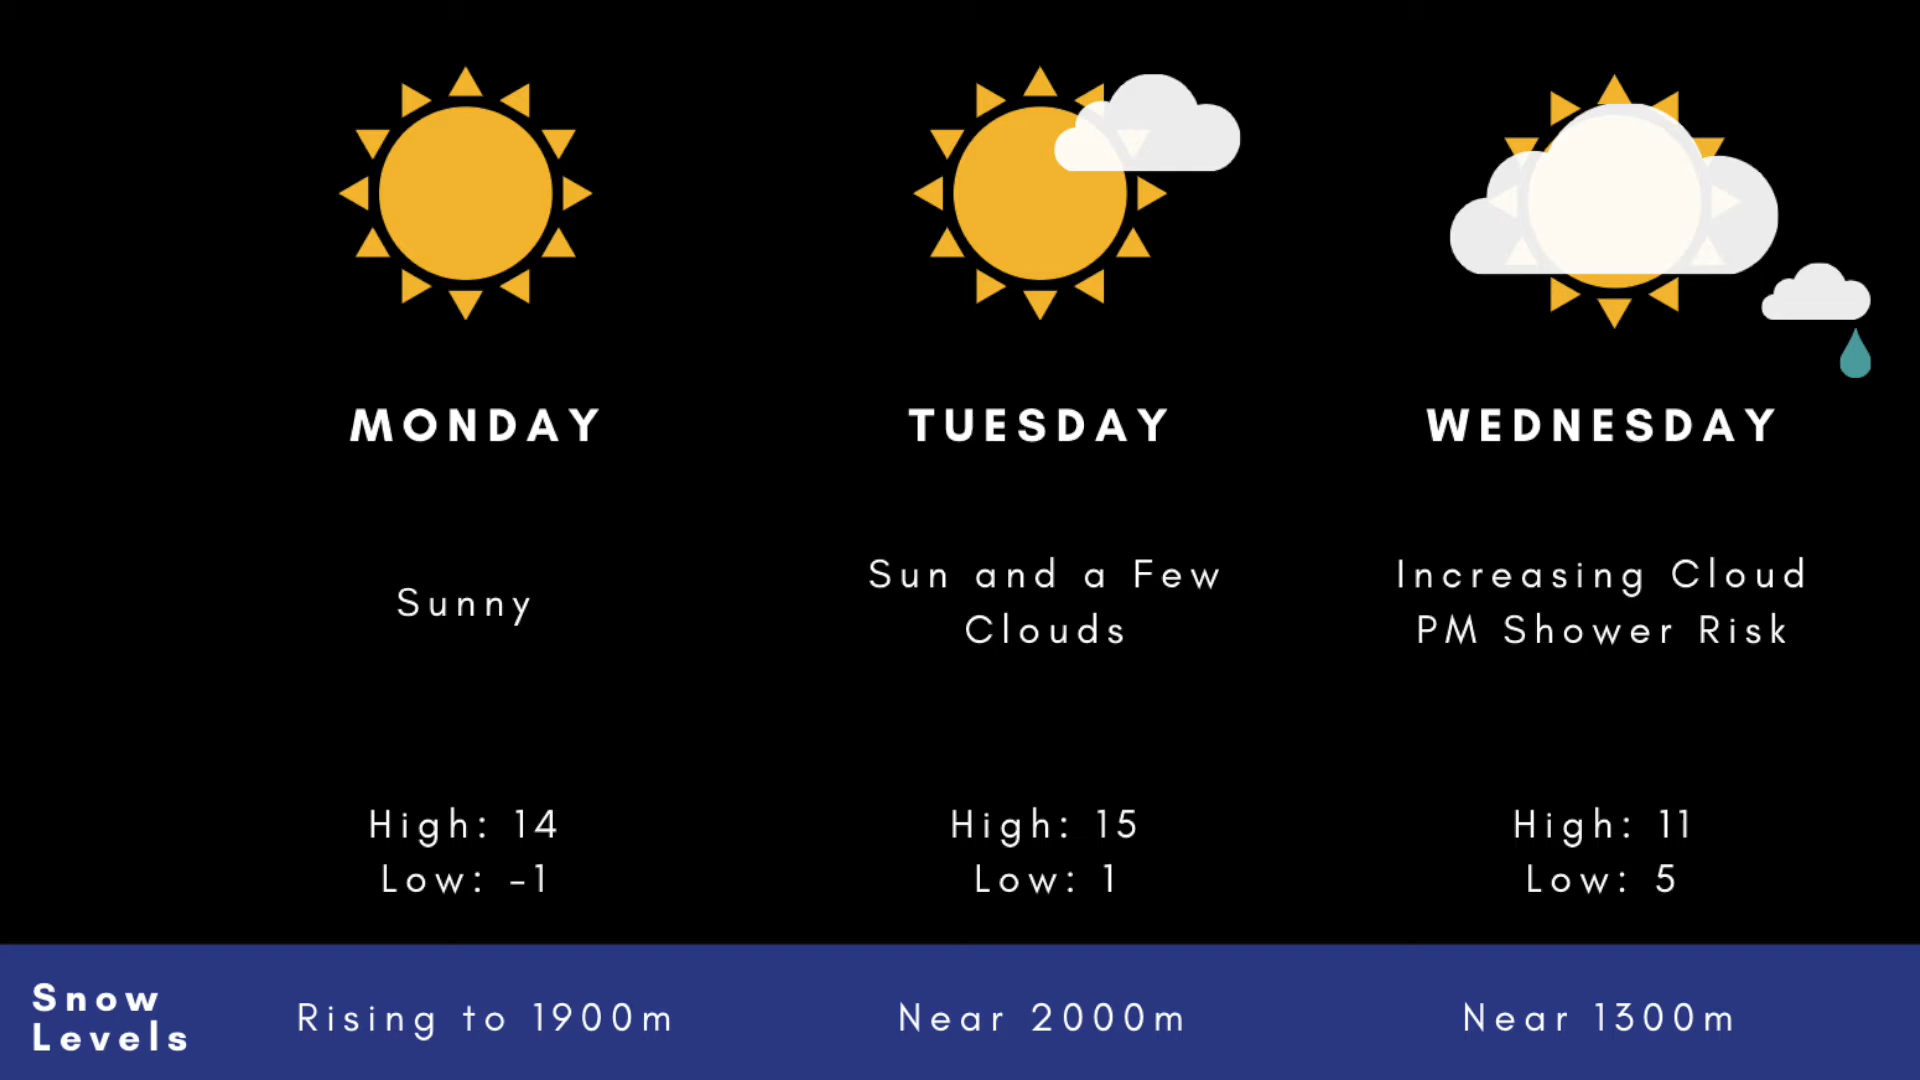 MONDAY
TUESDAY
WEDNESDAY
Sunny
Sun and a Few
Clouds
Increasing Cloud
PM Shower Risk
High: 14
Low: -1
High: 15
Low: 1
High: 11
Low: 5
Snow
Levels
Rising to 1900m
Near 2000m
Near 1300m